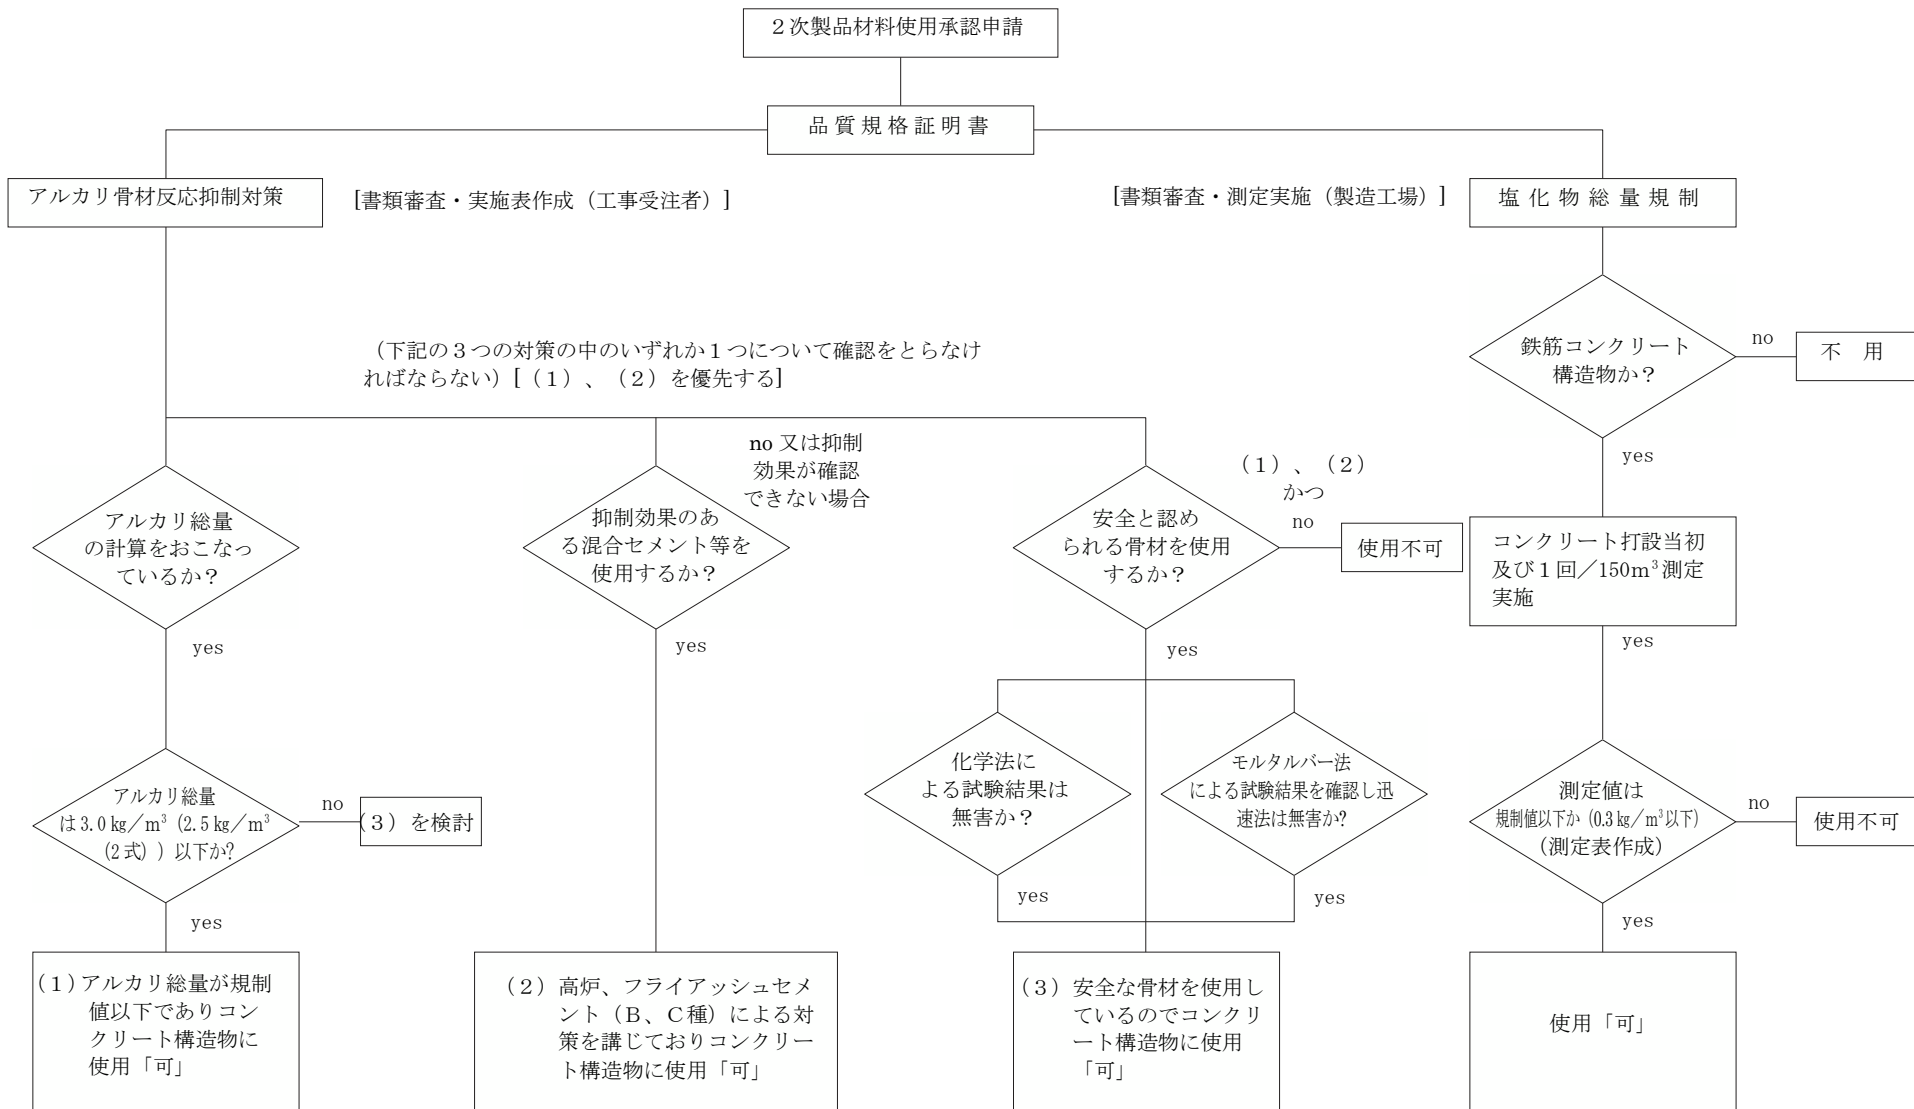 ２次製品材料使用承認申請
品質規格証明書
アルカリ骨材反応抑制対策
[書類審査・実施表作成（工事受注者）]
[書類審査・測定実施（製造工場）]
塩化物総量規制
（下記の３つの対策の中のいずれか１つについて確認をとらなけ
ればならない）[（１）、（２）を優先する]
鉄筋コンクリート
構造物か？
no
不　用
yes
アルカリ総量
の計算をおこなっ
ているか？
yes
抑制効果のあ
る混合セメント等を
使用するか？
no 又は抑制
効果が確認
できない場合
yes
安全と認め
られる骨材を使用
するか？
（１）、（２）
かつ
no
使用不可
yes
コンクリート打設当初
及び１回／150m³測定
実施
yes
アルカリ総量
は3.0㎏／m³（2.5㎏／m³
（２式））以下か？
no
（３）を検討
yes
化学法に
よる試験結果は
無害か？
yes
モルタルバー法
による試験結果を確認し迅
速法は無害か？
yes
測定値は
規制値以下か（0.3㎏／m³以下）
（測定表作成）
no
使用不可
yes
（１）アルカリ総量が規制
値以下でありコン
クリート構造物に
使用「可」
（２）高炉、フライアッシュセメ
ント（Ｂ、Ｃ種）による対
策を講じておりコンクリー
ト構造物に使用「可」
（３）安全な骨材を使用し
ているのでコンクリ
ート構造物に使用
「可」
使用「可」